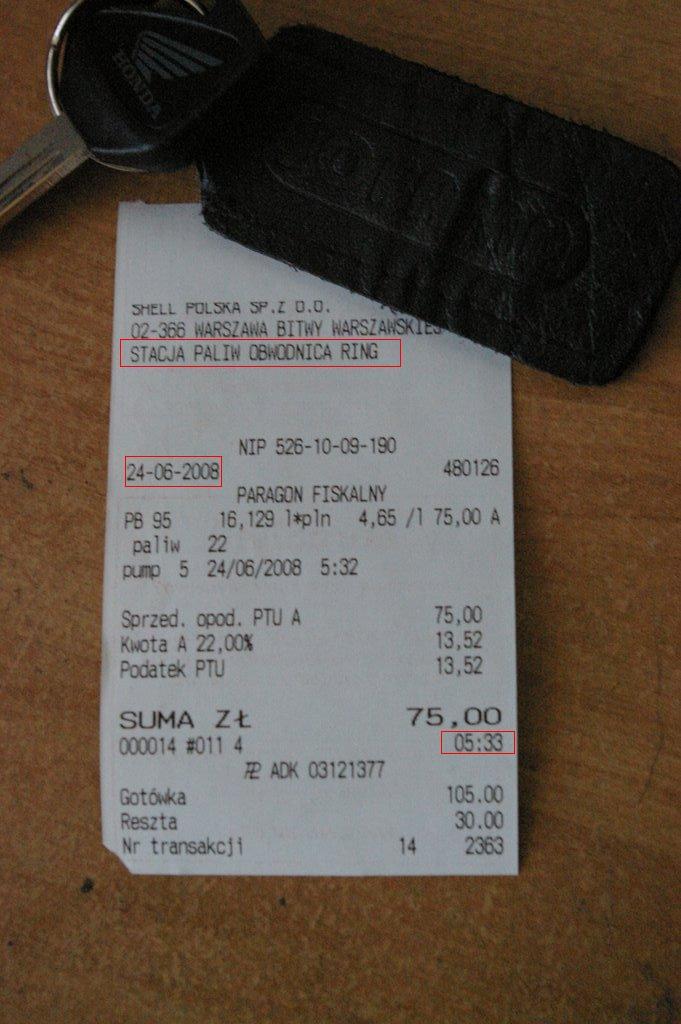 HONDA
SHELL POLSKA SP.Z O.O.
02-366 WARSZAWA BITWY WARSZAWSKIEJ
STACJA PALIW OBWODNICA RING
NIP 526-10-09-190
24-06-2008 480126
PARAGON FISKALNY
PB 95 16,129 l*pln 4,65 /l 75,00 A
paliw 22
pump 5 24/06/2008 5:32
Sprzed. opod. PTU A 75,00
Kwota A 22,00% 13,52
Podatek PTU 13,52
SUMA ZŁ 75,00
000014 #011 4 05:33
ADK 03121377
Gotówka 105.00
Reszta 30.00
Nr transakcji 14 2363